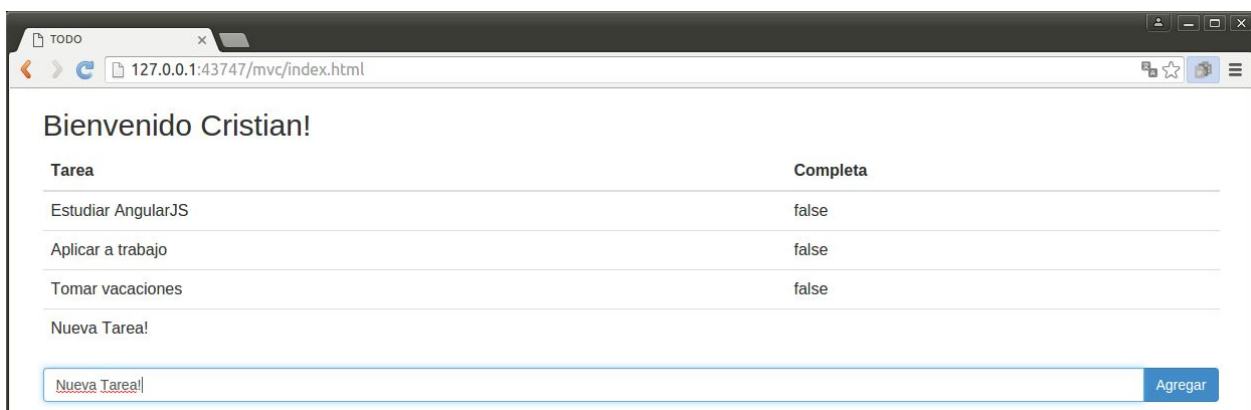 TODO
127.0.0.1:43747/mvc/index.html
Bienvenido Cristian!
Tarea Completa
Estudiar AngularJS false
Aplicar a trabajo false
Tomar vacaciones false
Nueva Tarea!
Nueva Tarea! Agregar